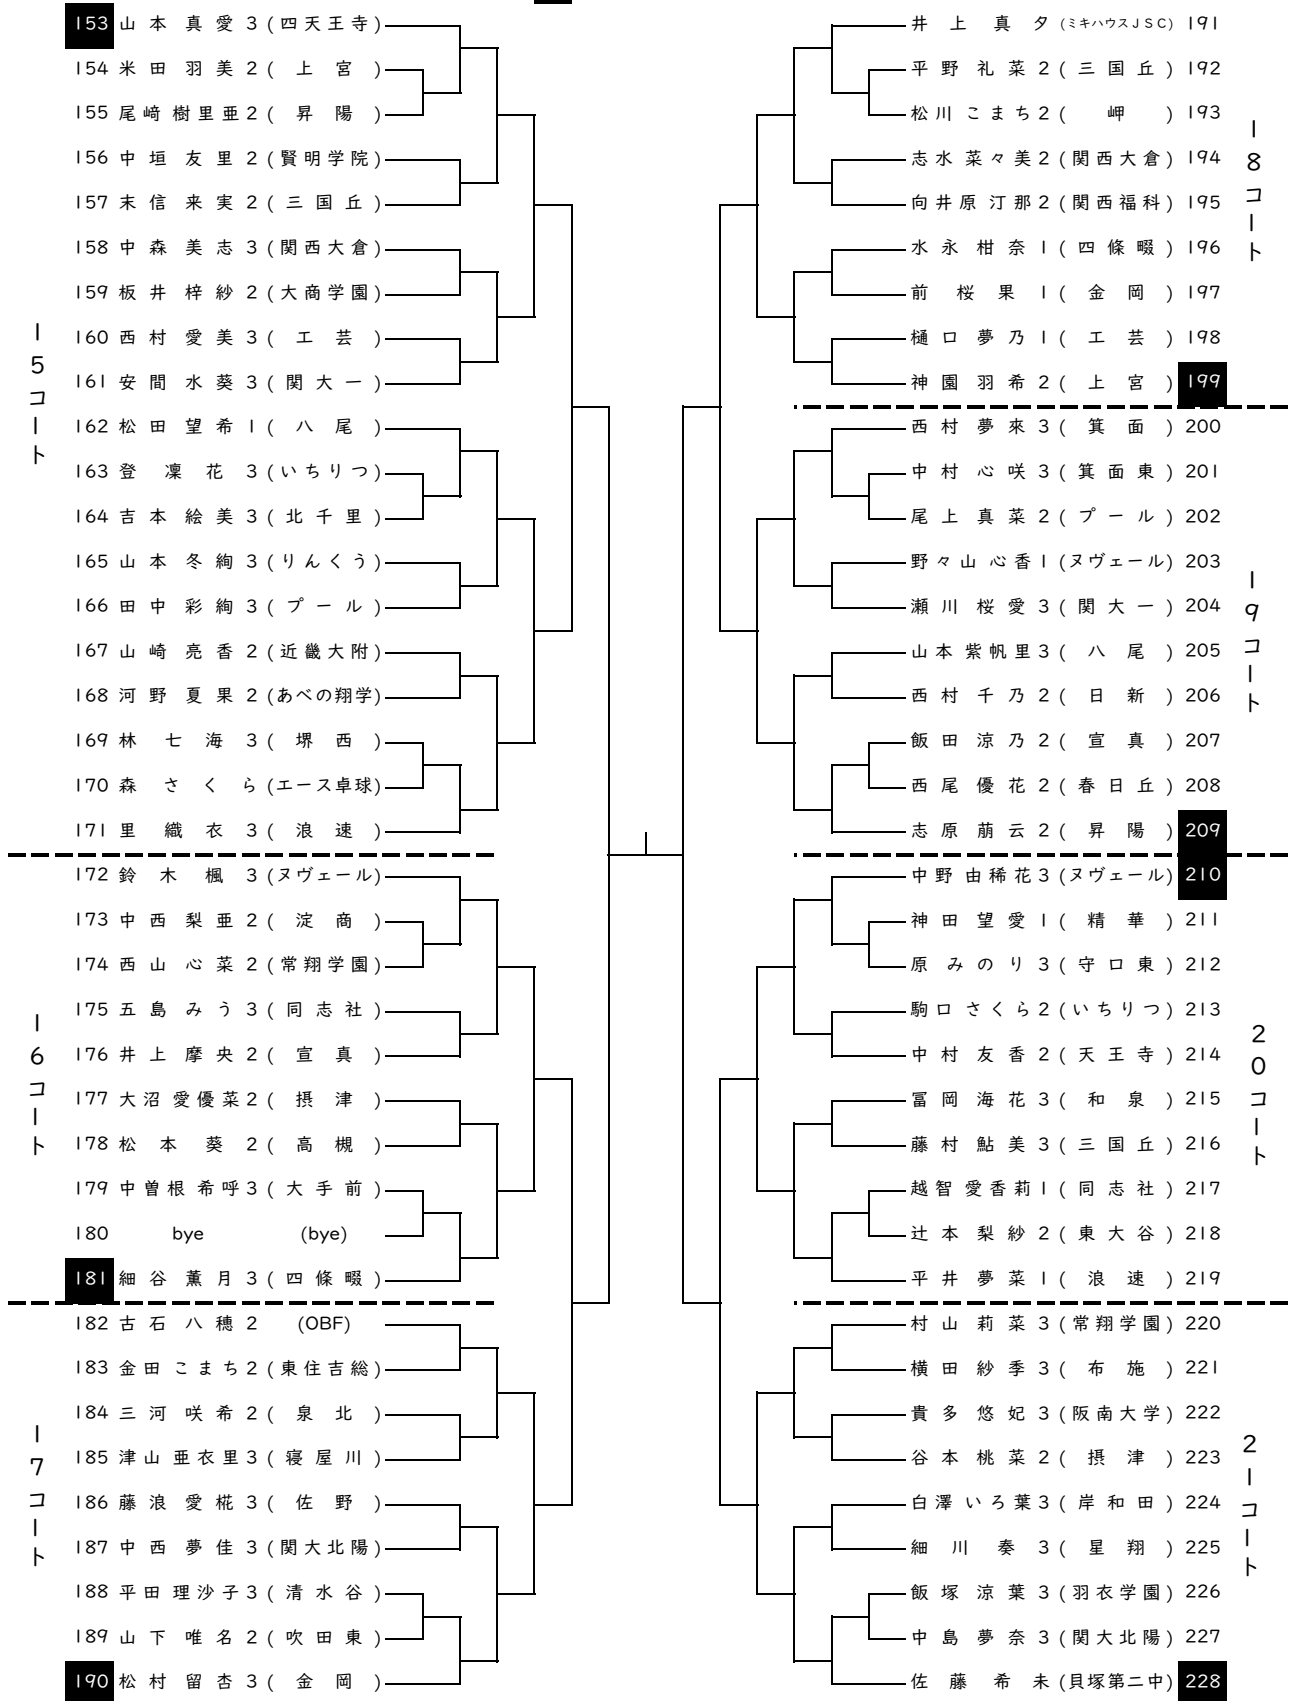 153 山本 真愛 3 (四天王寺)
154 米田 羽美 2 (上宮)
155 尾﨑 樹里亜 2 (昇陽)
156 中垣 友里 2 (賢明学院)
157 末信 来実 2 (三国丘)
158 中森 美志 3 (関西大倉)
159 板井 梓紗 2 (大商学園)
160 西村 愛美 3 (工芸)
161 安間 水葵 3 (関大一)
162 松田 望希 1 (八尾)
163 登 凜花 3 (いちりつ)
164 吉本 絵美 3 (北千里)
165 山本 冬絢 3 (りんくう)
166 田中 彩絢 3 (プール)
167 山崎 亮香 2 (近畿大附)
168 河野 夏果 2 (あべの翔学)
169 林 七海 3 (堺西)
170 森 さくら (エース卓球)
171 里 織衣 3 (浪速)
15コート
172 鈴木 楓 3 (ヌヴェール)
173 中西 梨亜 2 (淀商)
174 西山 心菜 2 (常翔学園)
175 五島 みう 3 (同志社)
176 井上 摩央 2 (宣真)
177 大沼 愛優菜 2 (摂津)
178 松本 葵 2 (高槻)
179 中曽根 希呼 3 (大手前)
180 bye (bye)
181 細谷 薫月 3 (四條畷)
16コート
182 古石 八穂 2 (OBF)
183 金田 こまち 2 (東住吉総)
184 三河 咲希 2 (泉北)
185 津山 亜衣里 3 (寝屋川)
186 藤浪 愛椛 3 (佐野)
187 中西 夢佳 3 (関大北陽)
188 平田 理沙子 3 (清水谷)
189 山下 唯名 2 (吹田東)
190 松村 留杏 3 (金岡)
17コート
井上 真夕 (ミキハウスJSC) 191
平野 礼菜 2 (三国丘) 192
松川 こまち 2 (岬) 193
志水 菜々美 2 (関西大倉) 194
向井原 汀那 2 (関西福科) 195
水永 柑奈 1 (四條畷) 196
前 桜果 1 (金岡) 197
樋口 夢乃 1 (工芸) 198
神園 羽希 2 (上宮) 199
18コート
西村 夢來 3 (箕面) 200
中村 心咲 3 (箕面東) 201
尾上 真菜 2 (プール) 202
野々山 心香 1 (ヌヴェール) 203
瀬川 桜愛 3 (関大一) 204
山本 紫帆里 3 (八尾) 205
西村 千乃 2 (日新) 206
飯田 涼乃 2 (宣真) 207
西尾 優花 2 (春日丘) 208
志原 萠云 2 (昇陽) 209
19コート
中野 由稀花 3 (ヌヴェール) 210
神田 望愛 1 (精華) 211
原 みのり 3 (守口東) 212
駒口 さくら 2 (いちりつ) 213
中村 友香 2 (天王寺) 214
冨岡 海花 3 (和泉) 215
藤村 鮎美 3 (三国丘) 216
越智 愛香莉 1 (同志社) 217
辻本 梨紗 2 (東大谷) 218
平井 夢菜 1 (浪速) 219
20コート
村山 莉菜 3 (常翔学園) 220
横田 紗季 3 (布施) 221
貴多 悠妃 3 (阪南大学) 222
谷本 桃菜 2 (摂津) 223
白澤 いろ葉 3 (岸和田) 224
細川 奏 3 (星翔) 225
飯塚 涼葉 3 (羽衣学園) 226
中島 夢奈 3 (関大北陽) 227
佐藤 希未 (貝塚第二中) 228
21コート